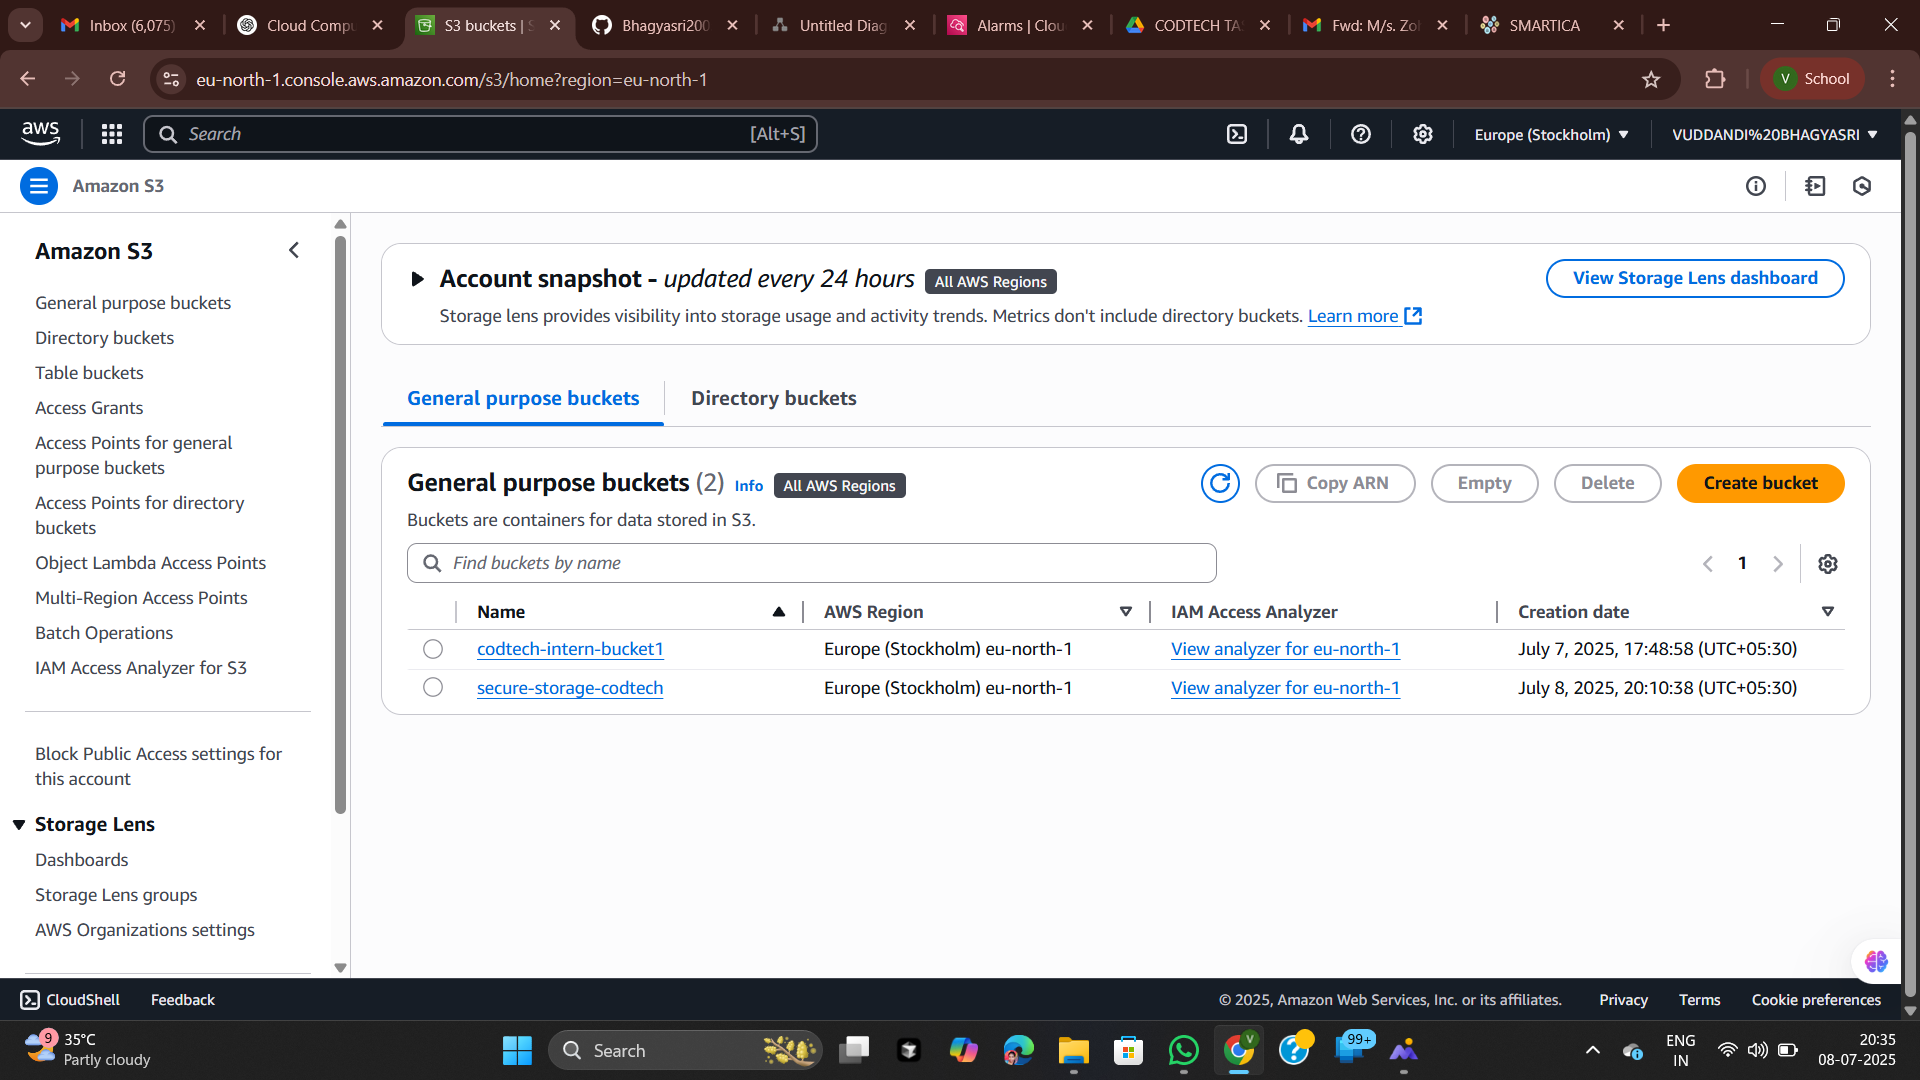 Inbox (6,075)
Cloud Compu
S3 buckets | S
Bhagyasri200
Untitled Diag
Alarms | Clou
CODTECH TA
Fwd: M/s. Zol
SMARTICA
eu-north-1.console.aws.amazon.com/s3/home?region=eu-north-1
V School
aws
Search [Alt+S]
Europe (Stockholm)
VUDDANDI%20BHAGYASRI
Amazon S3
Amazon S3
General purpose buckets
Directory buckets
Table buckets
Access Grants
Access Points for general
purpose buckets
Access Points for directory
buckets
Object Lambda Access Points
Multi-Region Access Points
Batch Operations
IAM Access Analyzer for S3
Block Public Access settings for
this account
Storage Lens
Dashboards
Storage Lens groups
AWS Organizations settings
Account snapshot - updated every 24 hours All AWS Regions
View Storage Lens dashboard
Storage lens provides visibility into storage usage and activity trends. Metrics don't include directory buckets. Learn more
General purpose buckets
Directory buckets
General purpose buckets (2) Info All AWS Regions
Copy ARN
Empty
Delete
Create bucket
Buckets are containers for data stored in S3.
Find buckets by name
1
Name AWS Region IAM Access Analyzer Creation date
codtech-intern-bucket1 Europe (Stockholm) eu-north-1 View analyzer for eu-north-1 July 7, 2025, 17:48:58 (UTC+05:30)
secure-storage-codtech Europe (Stockholm) eu-north-1 View analyzer for eu-north-1 July 8, 2025, 20:10:38 (UTC+05:30)
CloudShell Feedback © 2025, Amazon Web Services, Inc. or its affiliates. Privacy Terms Cookie preferences
9
35°C
Partly cloudy
Search
V
99+
ENG
IN
20:35
08-07-2025